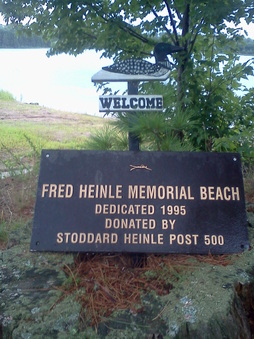 WELCOME
FRED HEINLE MEMORIAL BEACH
DEDICATED 1995
DONATED BY
STODDARD HEINLE POST 500